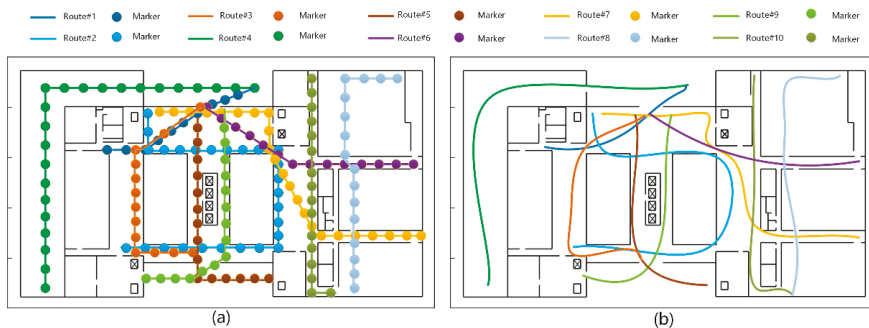 Route#1 Marker Route#3 Marker Route#5 Marker Route#7 Marker Route#9 Marker
Route#2 Marker Route#4 Marker Route#6 Marker Route#8 Marker Route#10 Marker
(a) (b)